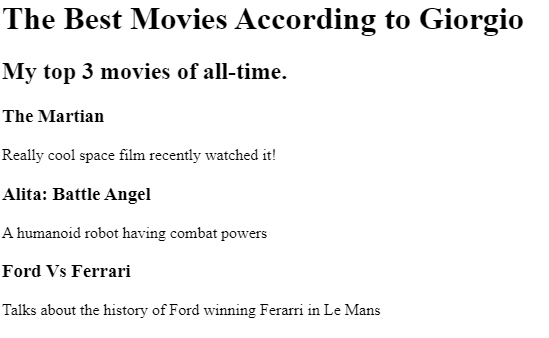 The Best Movies According to Giorgio
My top 3 movies of all-time.
The Martian
Really cool space film recently watched it!
Alita: Battle Angel
A humanoid robot having combat powers
Ford Vs Ferrari
Talks about the history of Ford winning Ferarri in Le Mans